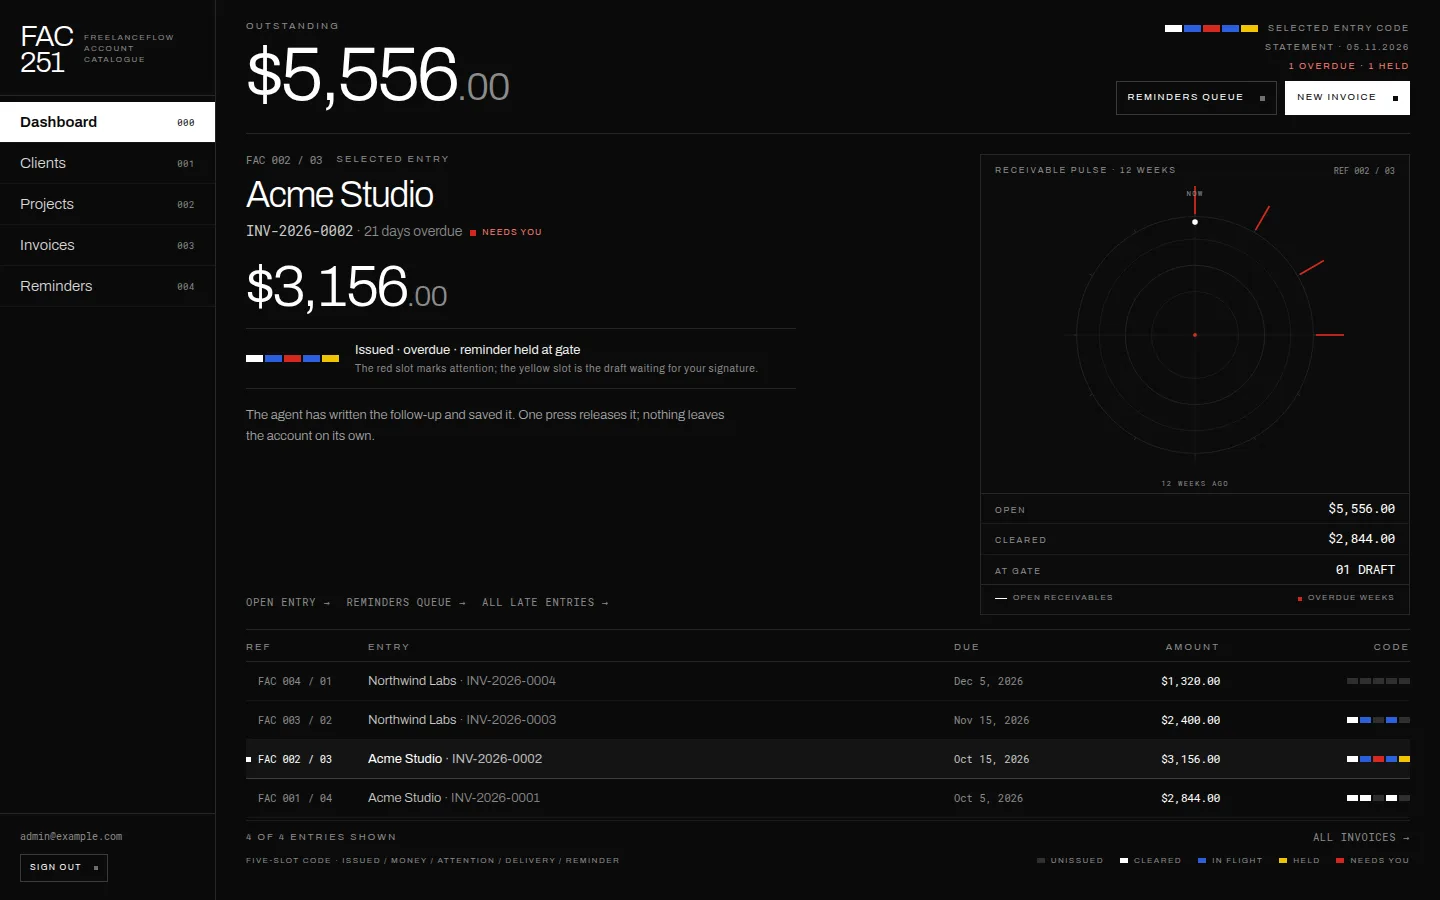 FAC 251
FREELANCEFLOW
ACCOUNT
CATALOGUE
Dashboard 000
Clients 001
Projects 002
Invoices 003
Reminders 004
admin@example.com
SIGN OUT
OUTSTANDING
$5,556.00
SELECTED ENTRY CODE
STATEMENT · 05.11.2026
1 OVERDUE · 1 HELD
REMINDERS QUEUE
NEW INVOICE
FAC 002 / 03 SELECTED ENTRY
Acme Studio
INV-2026-0002 · 21 days overdue NEEDS YOU
$3,156.00
Issued · overdue · reminder held at gate
The red slot marks attention; the yellow slot is the draft waiting for your signature.
The agent has written the follow-up and saved it. One press releases it; nothing leaves
the account on its own.
OPEN ENTRY → REMINDERS QUEUE → ALL LATE ENTRIES →
RECEIVABLE PULSE · 12 WEEKS REF 002 / 03
NOW
12 WEEKS AGO
OPEN $5,556.00
CLEARED $2,844.00
AT GATE 01 DRAFT
OPEN RECEIVABLES OVERDUE WEEKS
REF ENTRY DUE AMOUNT CODE
FAC 004 / 01 Northwind Labs · INV-2026-0004 Dec 5, 2026 $1,320.00
FAC 003 / 02 Northwind Labs · INV-2026-0003 Nov 15, 2026 $2,400.00
FAC 002 / 03 Acme Studio · INV-2026-0002 Oct 15, 2026 $3,156.00
FAC 001 / 04 Acme Studio · INV-2026-0001 Oct 5, 2026 $2,844.00
4 OF 4 ENTRIES SHOWN ALL INVOICES →
FIVE-SLOT CODE · ISSUED / MONEY / ATTENTION / DELIVERY / REMINDER
UNISSUED CLEARED IN FLIGHT HELD NEEDS YOU